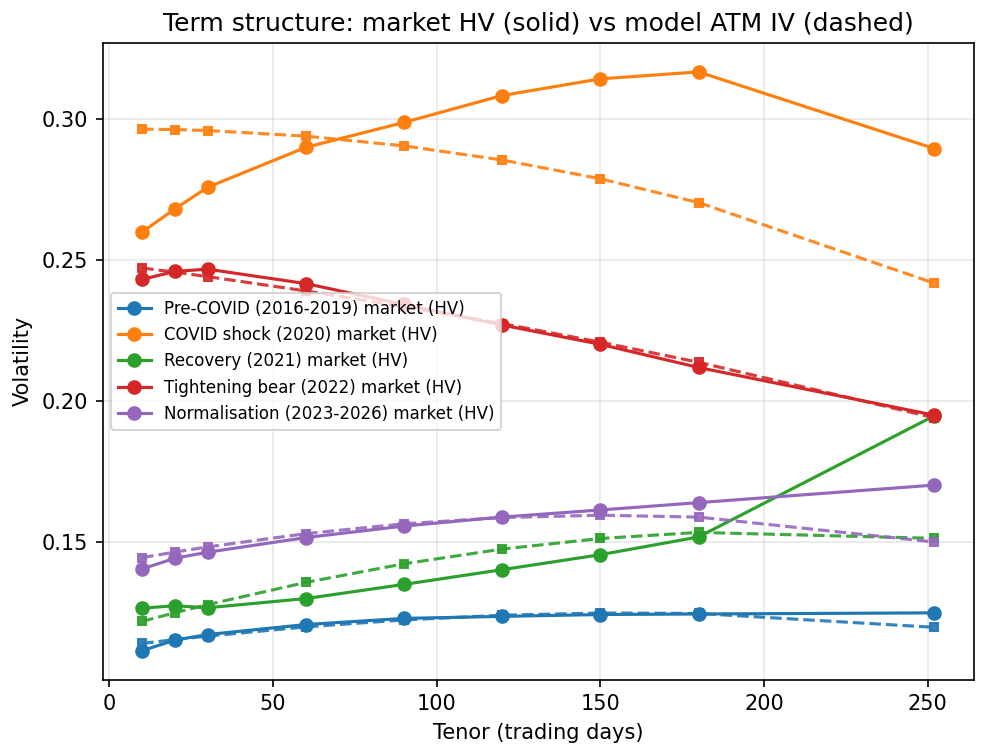 Term structure: market HV (solid) vs model ATM IV (dashed)
Volatility
0.30
0.25
0.20
0.15
Pre-COVID (2016-2019) market (HV)
COVID shock (2020) market (HV)
Recovery (2021) market (HV)
Tightening bear (2022) market (HV)
Normalisation (2023-2026) market (HV)
0 50 100 150 200 250
Tenor (trading days)